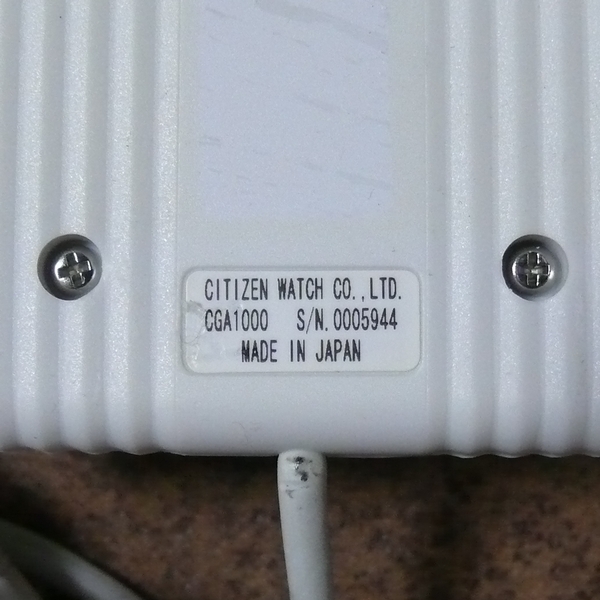 CITIZEN WATCH CO.,LTD.
CGA1000 S/N.0005944
MADE IN JAPAN